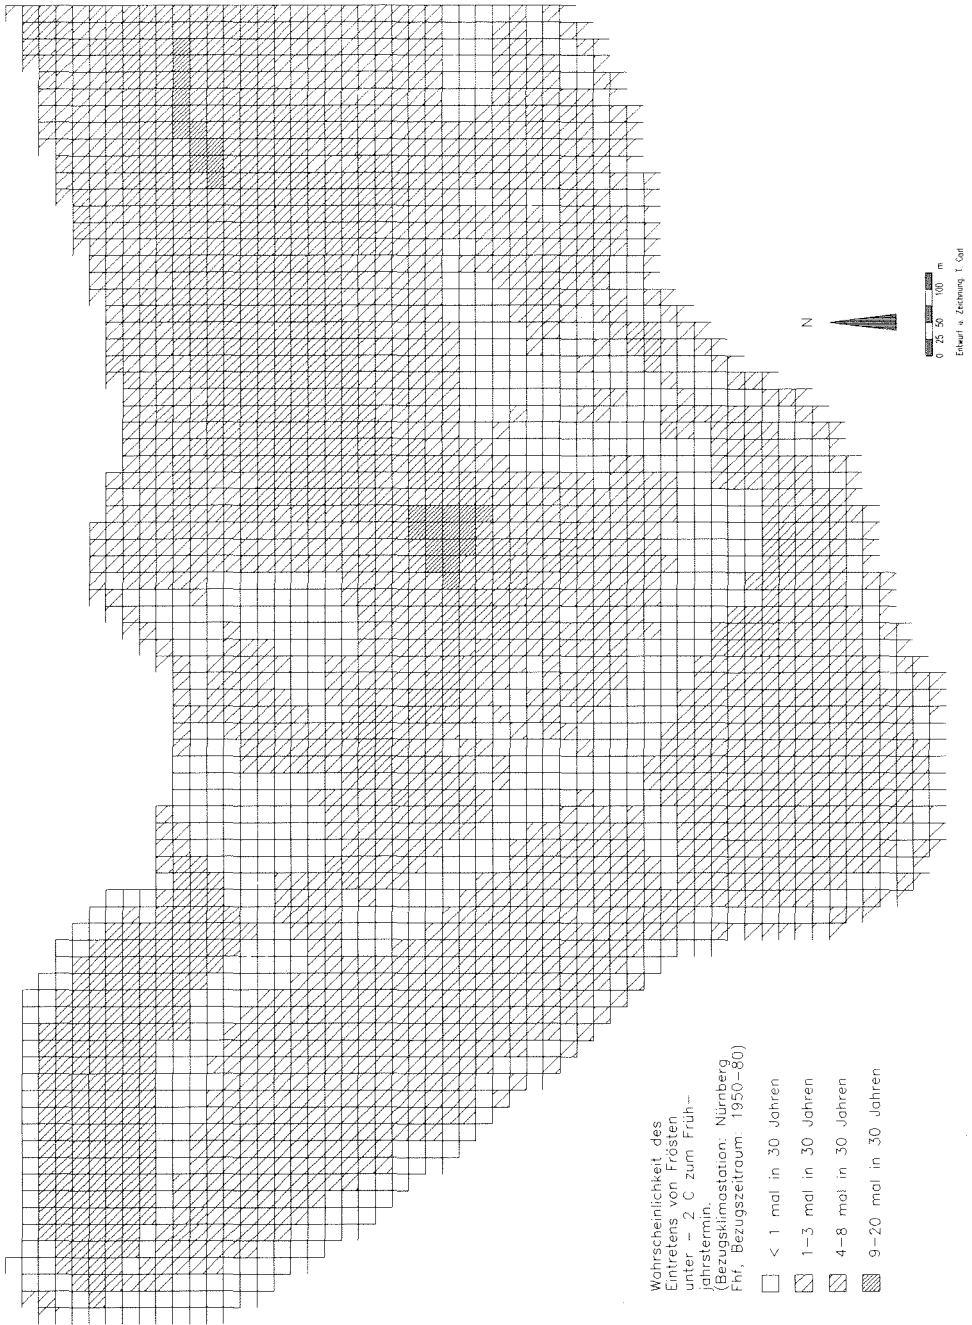 Wahrscheinlichkeit des
Eintretens von Frösten
unter – 2 C zum Früh–
jahrstermin.
(Bezugsklimastation: Nürnberg
Fhf, Bezugszeitraum: 1950–80)
< 1 mal in 30 Jahren
1–3 mal in 30 Jahren
4–8 mal in 30 Jahren
9–20 mal in 30 Jahren
N
0 25 50 100 m
Entwurf u. Zeichnung: T. Carl